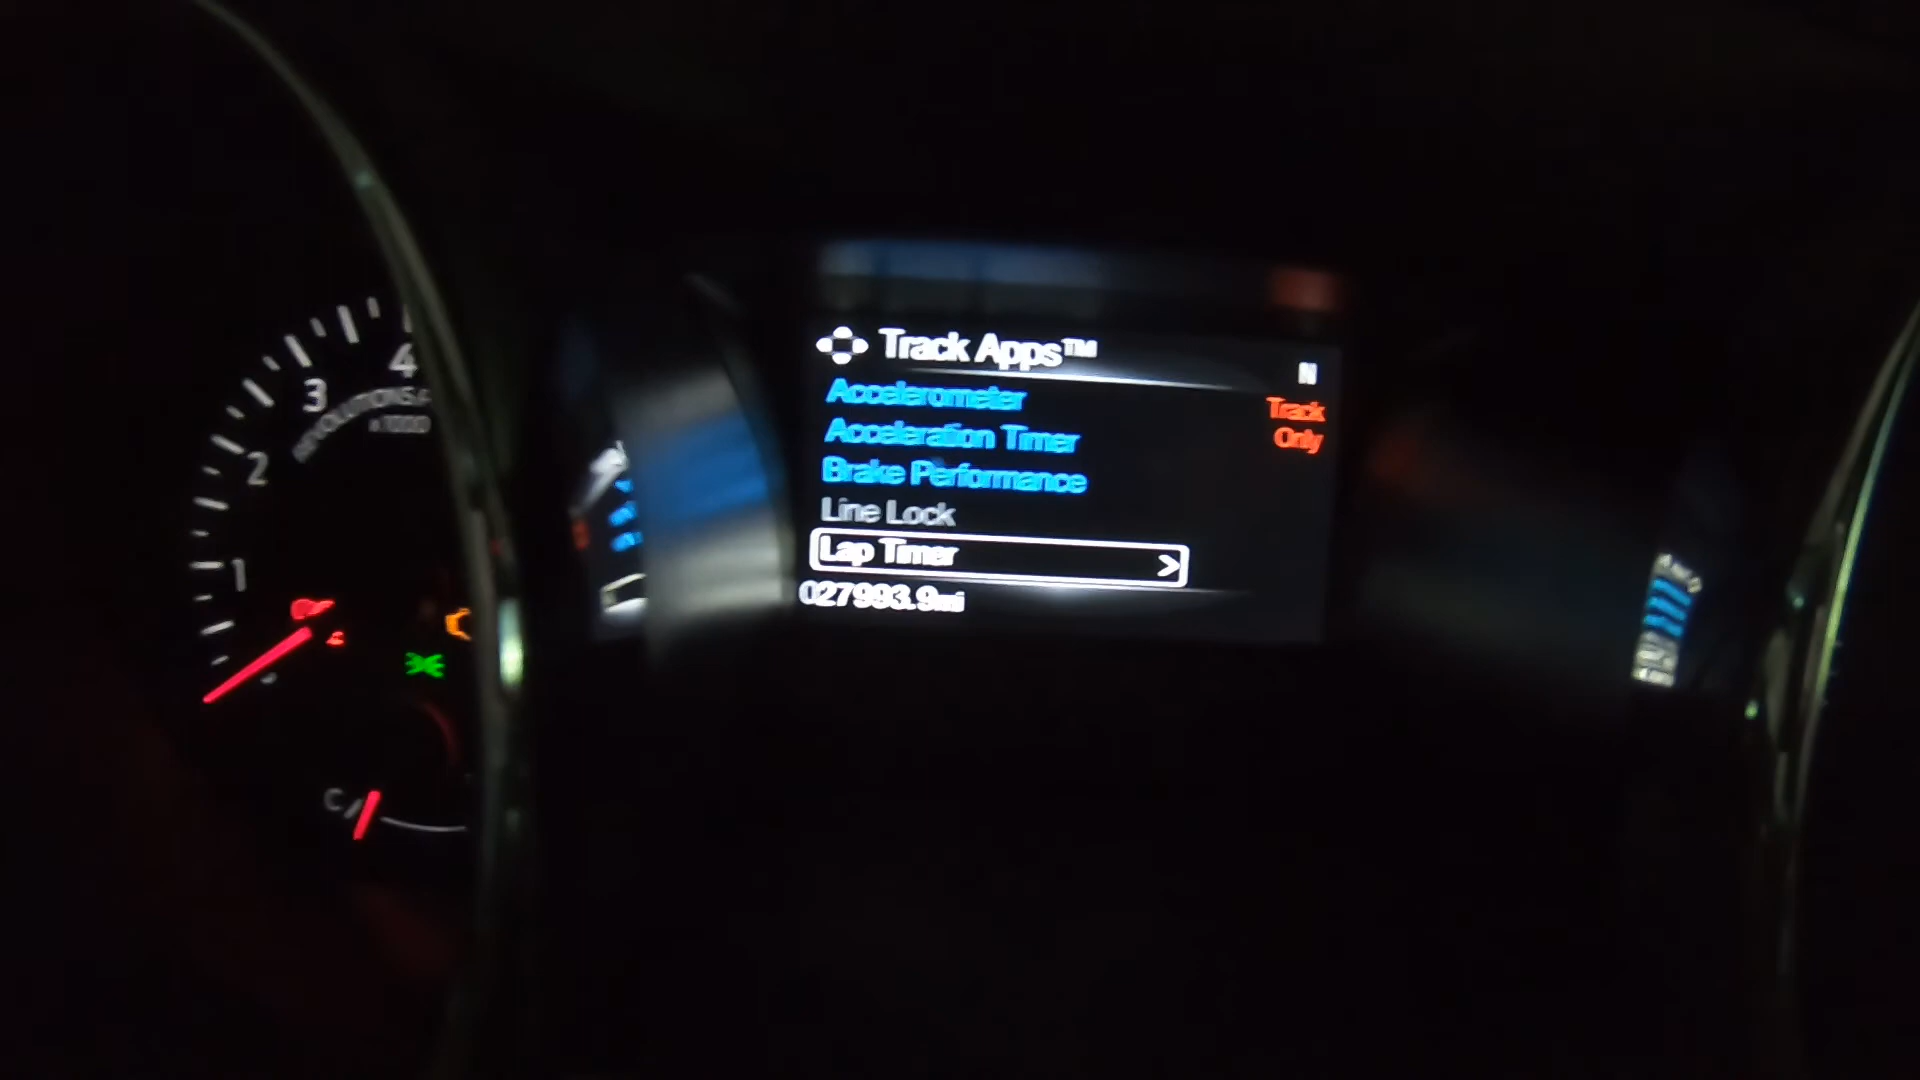 Track Apps™
N
Accelerometer
Track
Only
Acceleration Timer
Brake Performance
Line Lock
Lap Timer >
027993.9mi
4
3
2
1
x1000
C